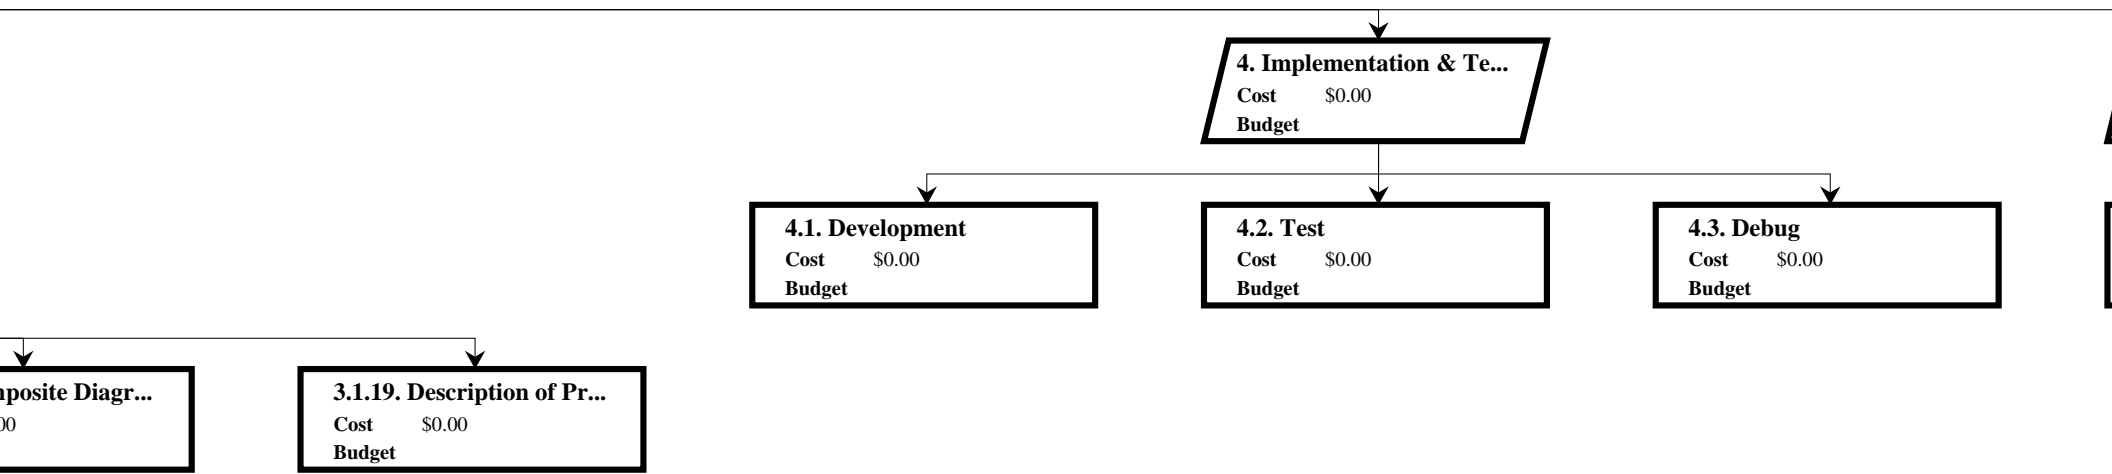 4. Implementation & Te...
Cost $0.00
Budget
4.1. Development
Cost $0.00
Budget
4.2. Test
Cost $0.00
Budget
4.3. Debug
Cost $0.00
Budget
posite Diagr...
00
3.1.19. Description of Pr...
Cost $0.00
Budget